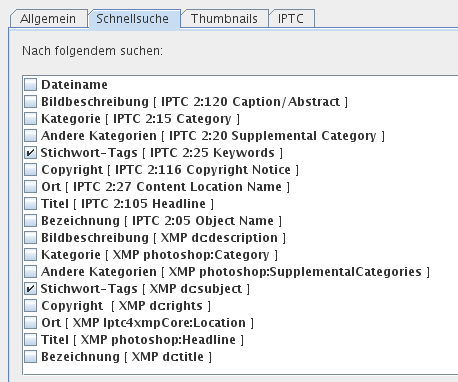 Allgemein Schnellsuche Thumbnails IPTC
Nach folgendem suchen:
Dateiname
Bildbeschreibung [ IPTC 2:120 Caption/Abstract ]
Kategorie [ IPTC 2:15 Category ]
Andere Kategorien [ IPTC 2:20 Supplemental Category ]
Stichwort-Tags [ IPTC 2:25 Keywords ]
Copyright [ IPTC 2:116 Copyright Notice ]
Ort [ IPTC 2:27 Content Location Name ]
Titel [ IPTC 2:105 Headline ]
Bezeichnung [ IPTC 2:05 Object Name ]
Bildbeschreibung [ XMP dc:description ]
Kategorie [ XMP photoshop:Category ]
Andere Kategorien [ XMP photoshop:SupplementalCategories ]
Stichwort-Tags [ XMP dc:subject ]
Copyright [ XMP dc:rights ]
Ort [ XMP Iptc4xmpCore:Location ]
Titel [ XMP photoshop:Headline ]
Bezeichnung [ XMP dc:title ]